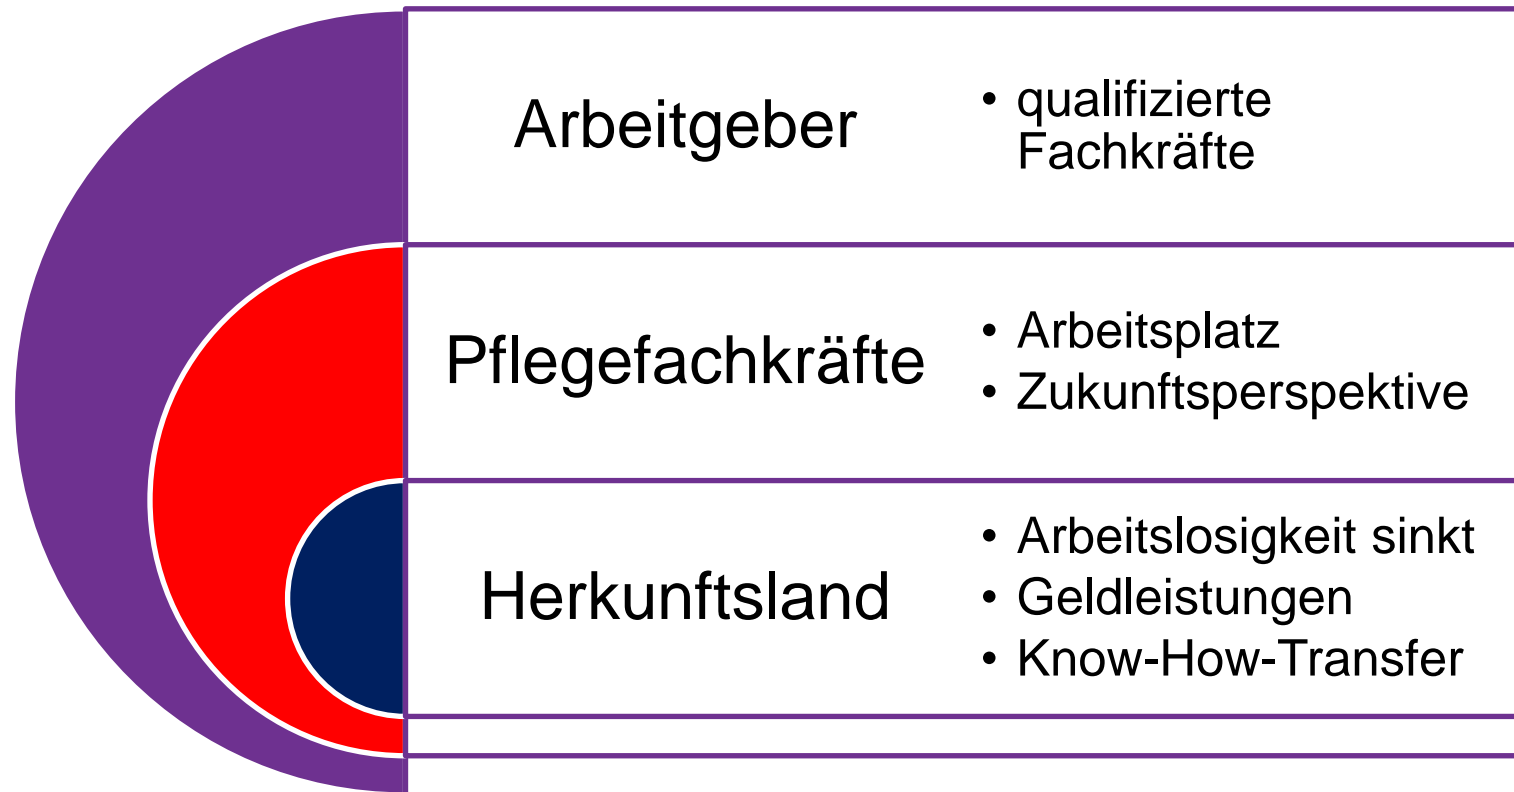 Arbeitgeber
• qualifizierte
Fachkräfte
Pflegefachkräfte
• Arbeitsplatz
• Zukunftsperspektive
Herkunftsland
• Arbeitslosigkeit sinkt
• Geldleistungen
• Know-How-Transfer